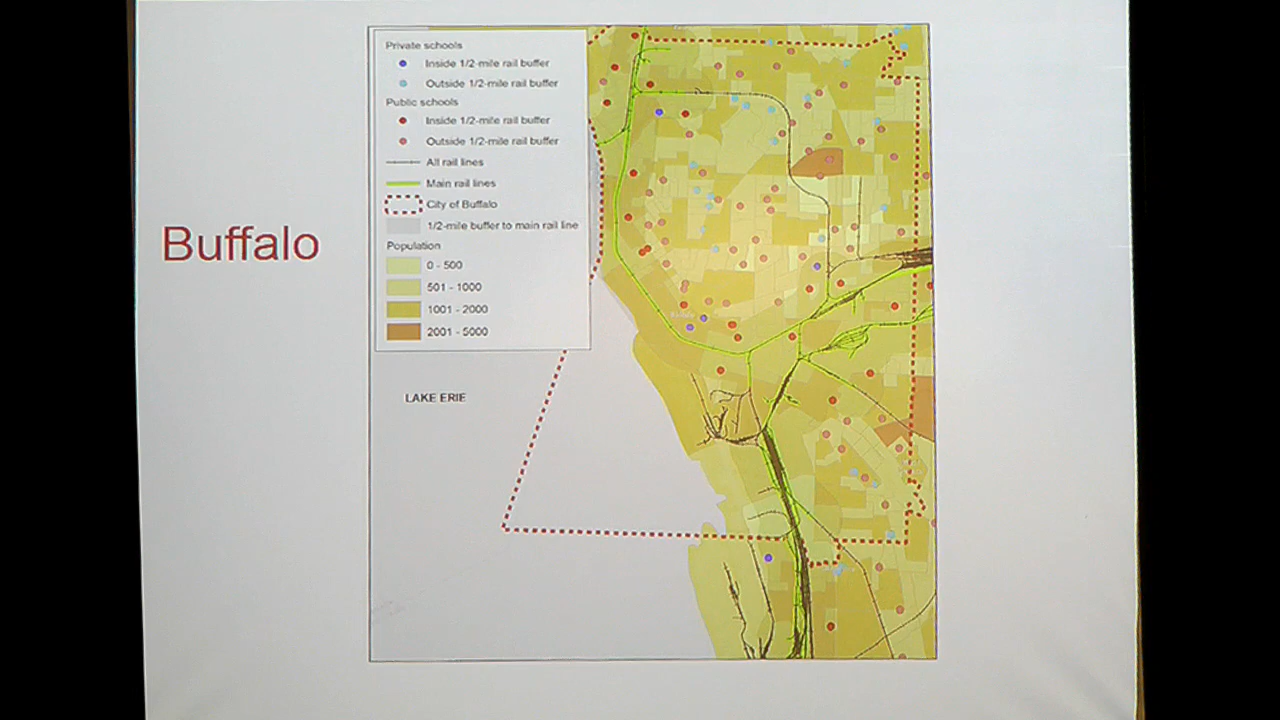 Buffalo
Private schools
Inside 1/2-mile rail buffer
Outside 1/2-mile rail buffer
Public schools
Inside 1/2-mile rail buffer
Outside 1/2-mile rail buffer
All rail lines
Main rail lines
City of Buffalo
1/2-mile buffer to main rail line
Population
0 - 500
501 - 1000
1001 - 2000
2001 - 5000
LAKE ERIE